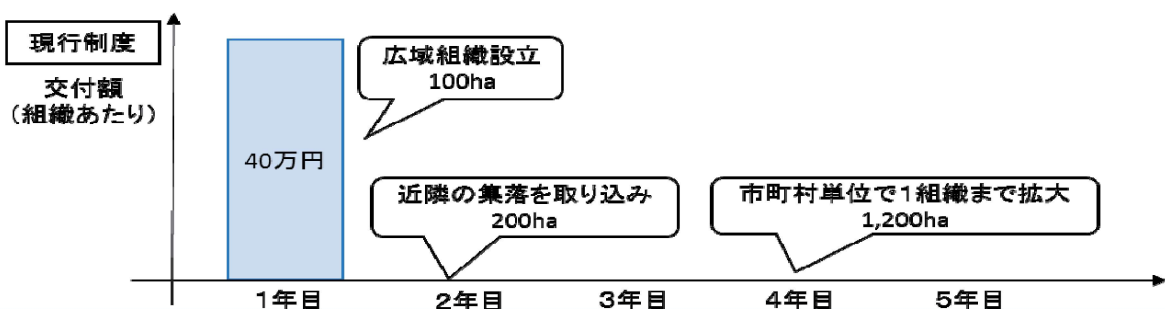 現行制度
交付額
(組織あたり)
40万円
広域組織設立
100ha
近隣の集落を取り込み
200ha
市町村単位で1組織まで拡大
1,200ha
1年目
2年目
3年目
4年目
5年目